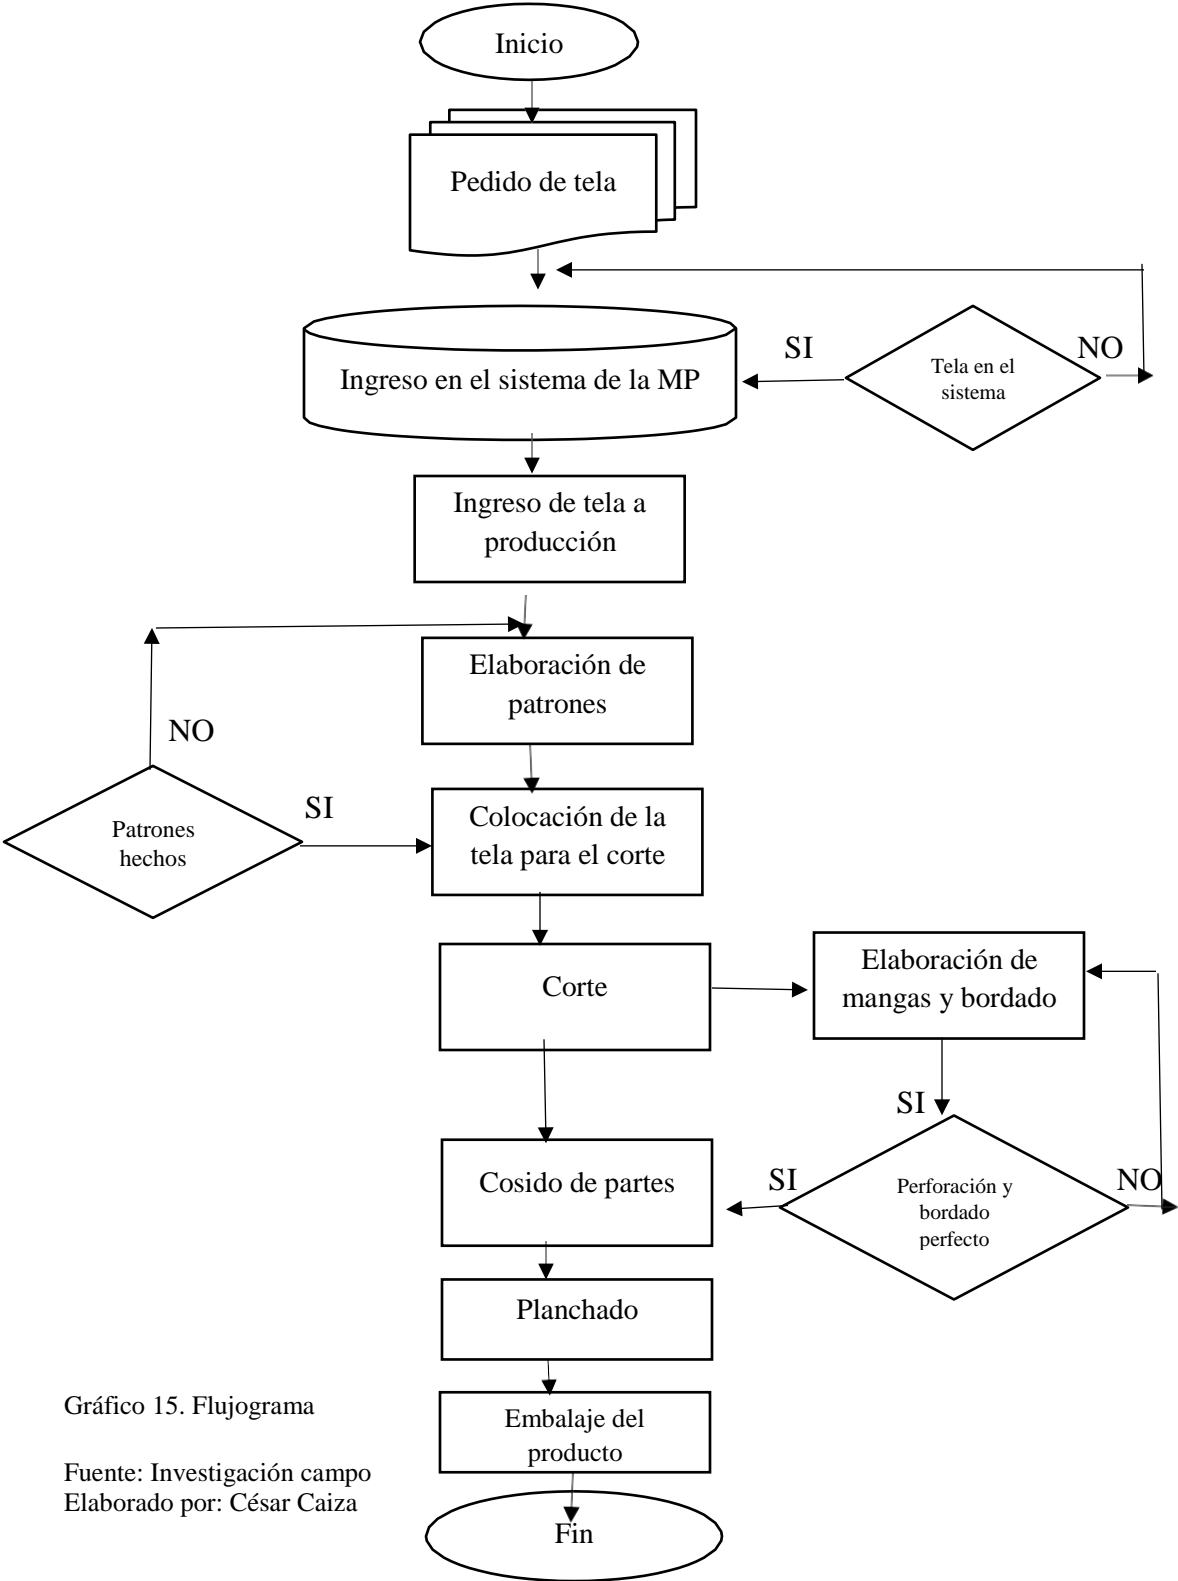 Inicio
Pedido de tela
SI
NO
Ingreso en el sistema de la MP
Tela en el
sistema
Ingreso de tela a
producción
Elaboración de
patrones
NO
SI
Patrones
hechos
Colocación de la
tela para el corte
Corte
Elaboración de
mangas y bordado
SI
Cosido de partes
SI
NO
Perforación y
bordado
perfecto
Planchado
Embalaje del
producto
Fin
Gráfico 15. Flujograma
Fuente: Investigación campo
Elaborado por: César Caiza